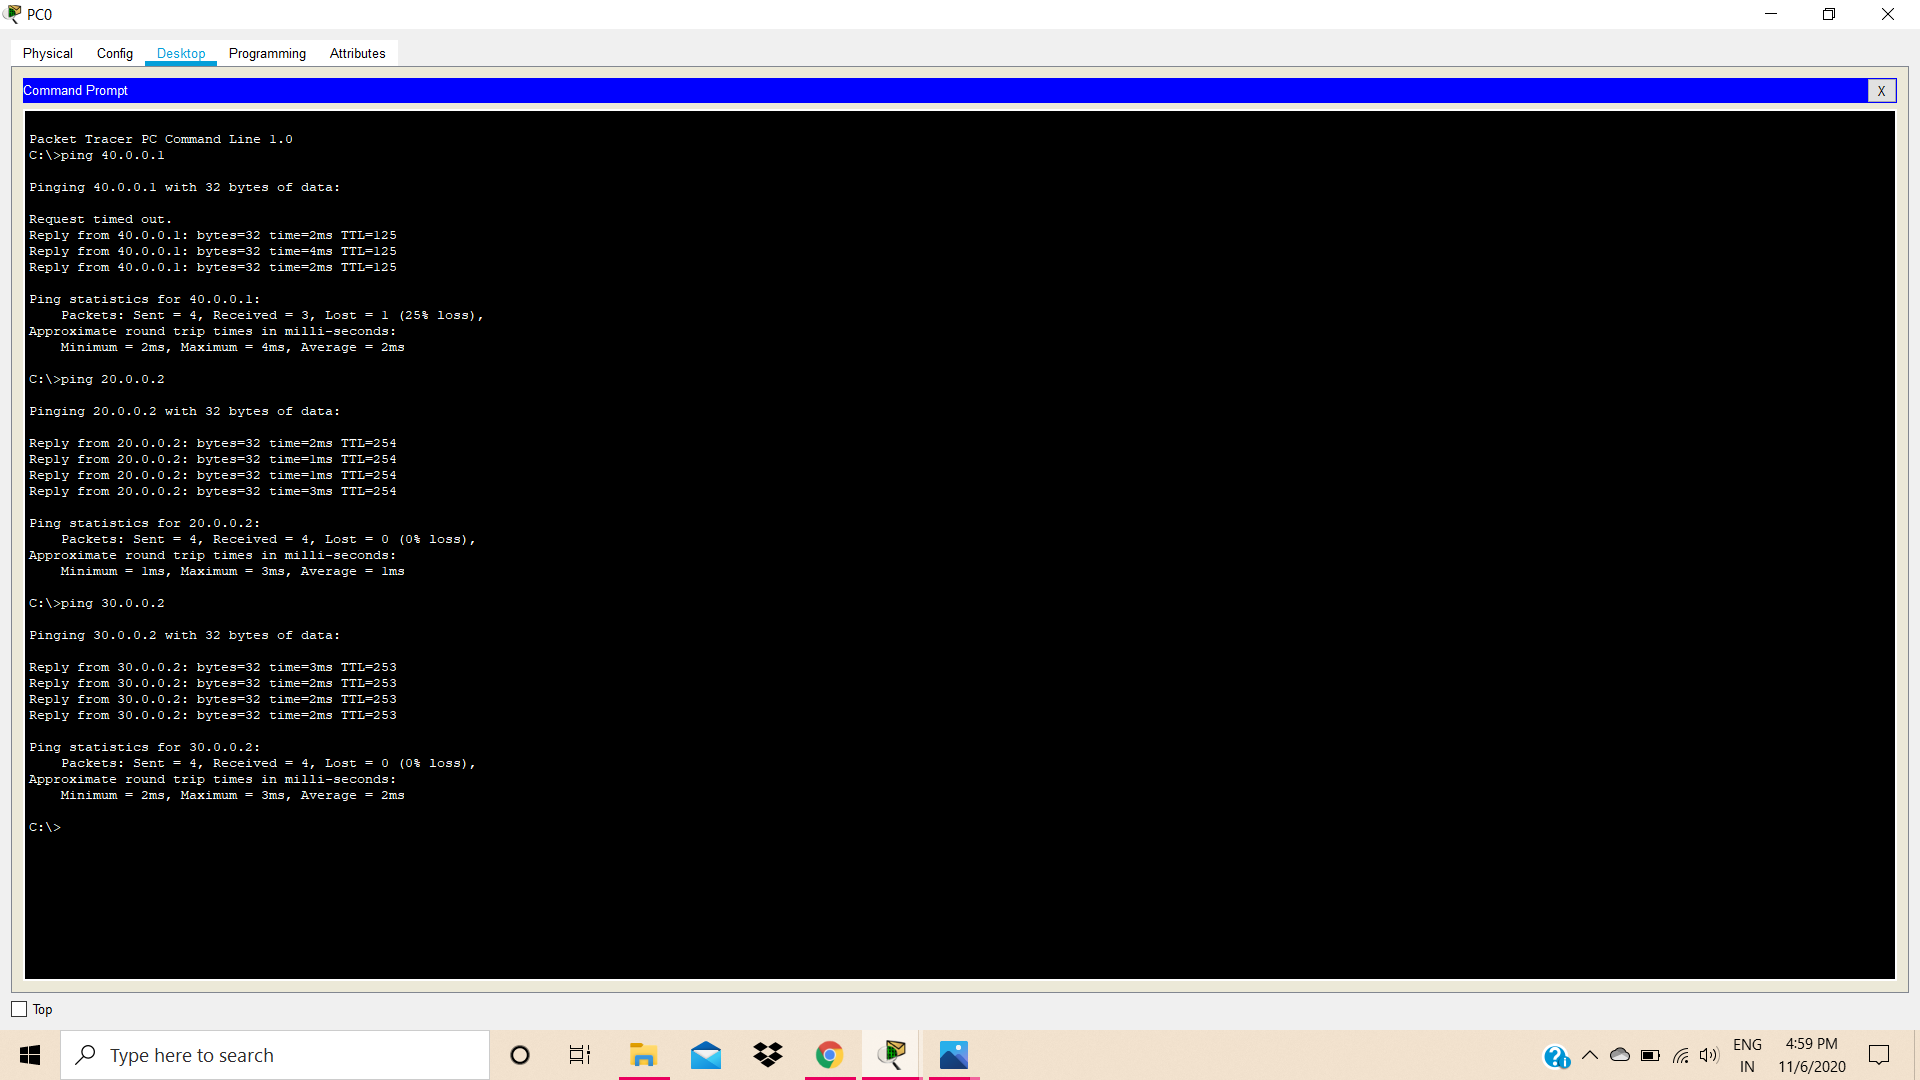 PC0
Physical Config Desktop Programming Attributes
Command Prompt X
Packet Tracer PC Command Line 1.0
C:\>ping 40.0.0.1
Pinging 40.0.0.1 with 32 bytes of data:
Request timed out.
Reply from 40.0.0.1: bytes=32 time=2ms TTL=125
Reply from 40.0.0.1: bytes=32 time=4ms TTL=125
Reply from 40.0.0.1: bytes=32 time=2ms TTL=125
Ping statistics for 40.0.0.1:
Packets: Sent = 4, Received = 3, Lost = 1 (25% loss),
Approximate round trip times in milli-seconds:
Minimum = 2ms, Maximum = 4ms, Average = 2ms
C:\>ping 20.0.0.2
Pinging 20.0.0.2 with 32 bytes of data:
Reply from 20.0.0.2: bytes=32 time=2ms TTL=254
Reply from 20.0.0.2: bytes=32 time=1ms TTL=254
Reply from 20.0.0.2: bytes=32 time=1ms TTL=254
Reply from 20.0.0.2: bytes=32 time=3ms TTL=254
Ping statistics for 20.0.0.2:
Packets: Sent = 4, Received = 4, Lost = 0 (0% loss),
Approximate round trip times in milli-seconds:
Minimum = 1ms, Maximum = 3ms, Average = 1ms
C:\>ping 30.0.0.2
Pinging 30.0.0.2 with 32 bytes of data:
Reply from 30.0.0.2: bytes=32 time=3ms TTL=253
Reply from 30.0.0.2: bytes=32 time=2ms TTL=253
Reply from 30.0.0.2: bytes=32 time=2ms TTL=253
Reply from 30.0.0.2: bytes=32 time=2ms TTL=253
Ping statistics for 30.0.0.2:
Packets: Sent = 4, Received = 4, Lost = 0 (0% loss),
Approximate round trip times in milli-seconds:
Minimum = 2ms, Maximum = 3ms, Average = 2ms
C:\>
Top
Type here to search
ENG
IN
4:59 PM
11/6/2020